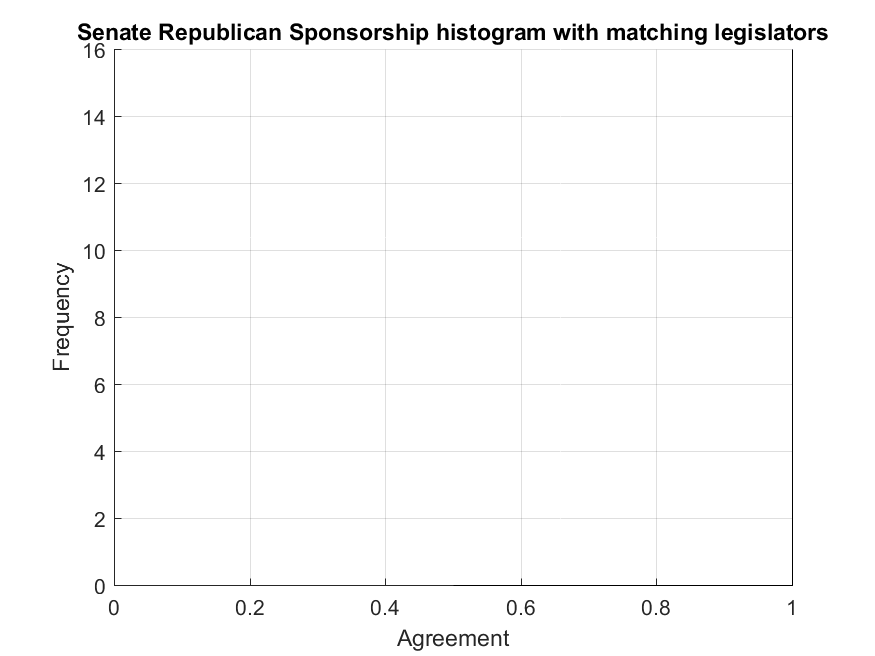 Senate Republican Sponsorship histogram with matching legislators
16
14
12
10
8
6
4
2
0
Frequency
0 0.2 0.4 0.6 0.8 1
Agreement